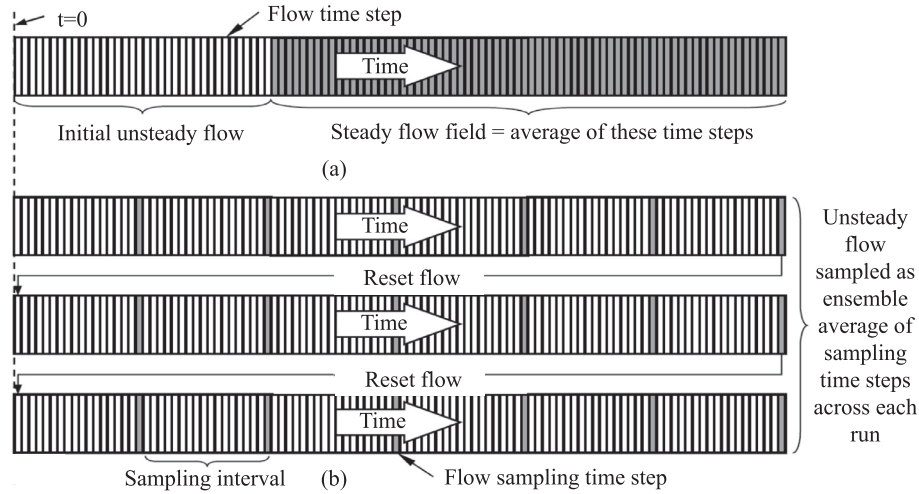 t=0
Flow time step
Time
Initial unsteady flow
Steady flow field = average of these time steps
(a)
Time
Reset flow
Time
Reset flow
Time
Unsteady
flow
sampled as
ensemble
average of
sampling
time steps
across each
run
Sampling interval
(b)
Flow sampling time step